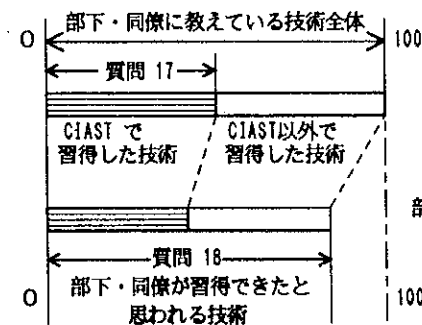 部下・同僚に教えている技術全体
0 100
質問 17
CIAST で
習得した技術
CIAST以外で
習得した技術
部
質問 18
0 100
部下・同僚が習得できたと
思われる技術